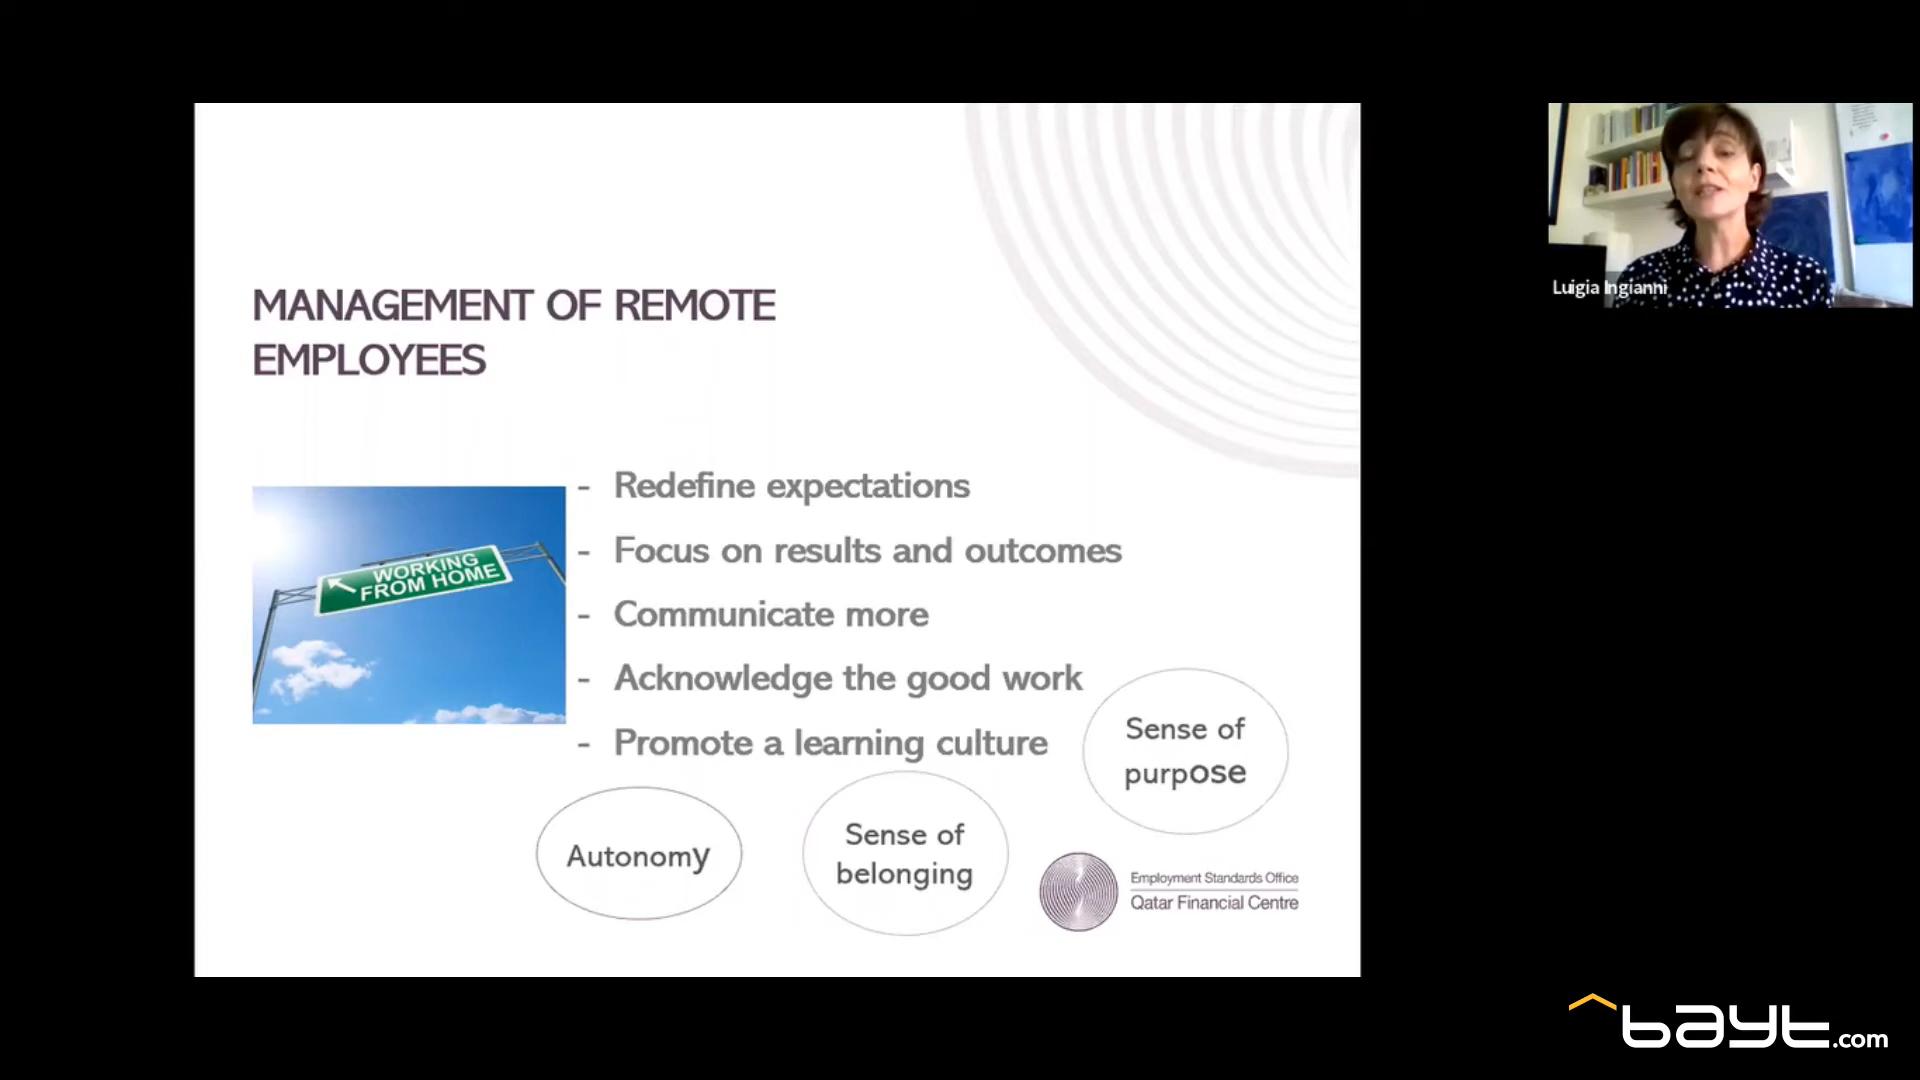 MANAGEMENT OF REMOTE
EMPLOYEES
WORKING
FROM HOME
- Redefine expectations
- Focus on results and outcomes
- Communicate more
- Acknowledge the good work
- Promote a learning culture
Autonomy
Sense of
belonging
Sense of
purpose
Employment Standards Office
Qatar Financial Centre
Luigia Ingianni
bayt.com